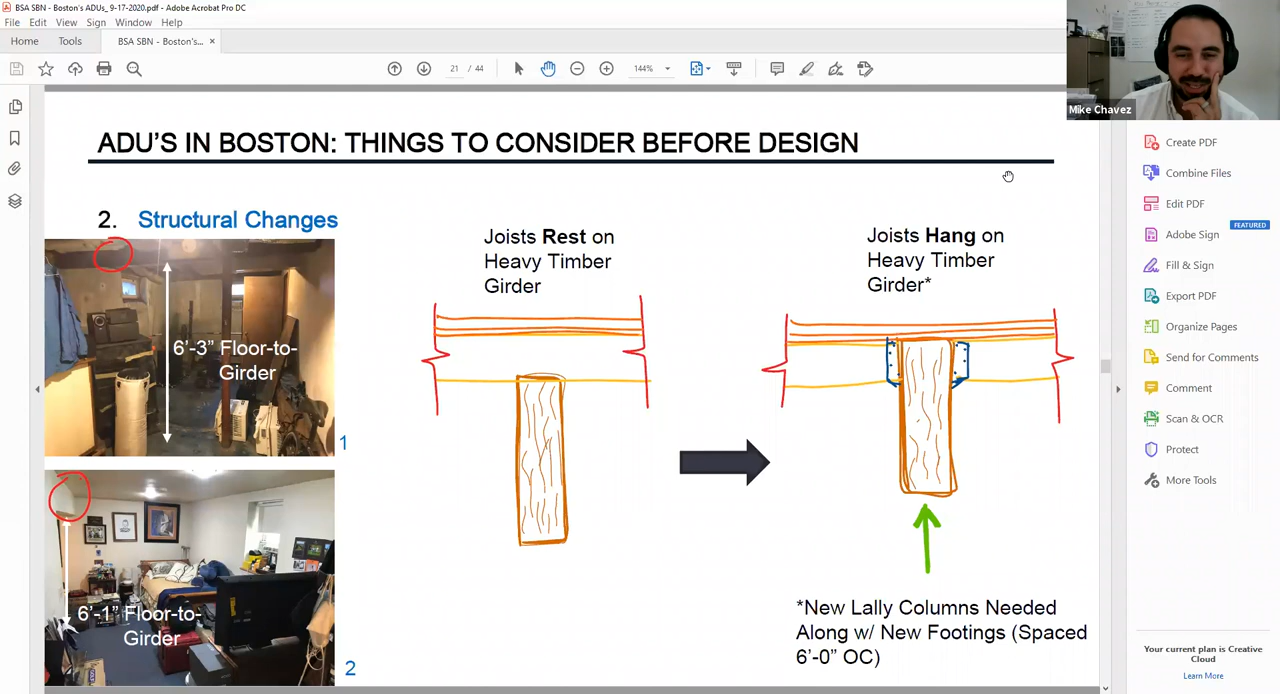 BSA SBN - Boston's ADUs_ 9-17-2020.pdf - Adobe Acrobat Pro DC
File Edit View Sign Window Help
Home Tools BSA SBN - Boston's... ×
21 / 44 144%
Mike Chavez
ADU'S IN BOSTON: THINGS TO CONSIDER BEFORE DESIGN
2. Structural Changes
6'-3" Floor-to-
Girder
1
6'-1" Floor-to-
Girder
2
Joists Rest on
Heavy Timber
Girder
Joists Hang on
Heavy Timber
Girder*
*New Lally Columns Needed
Along w/ New Footings (Spaced
6'-0" OC)
Create PDF
Combine Files
Edit PDF
FEATURED
Adobe Sign
Fill & Sign
Export PDF
Organize Pages
Send for Comments
Comment
Scan & OCR
Protect
More Tools
Your current plan is Creative
Cloud
Learn More